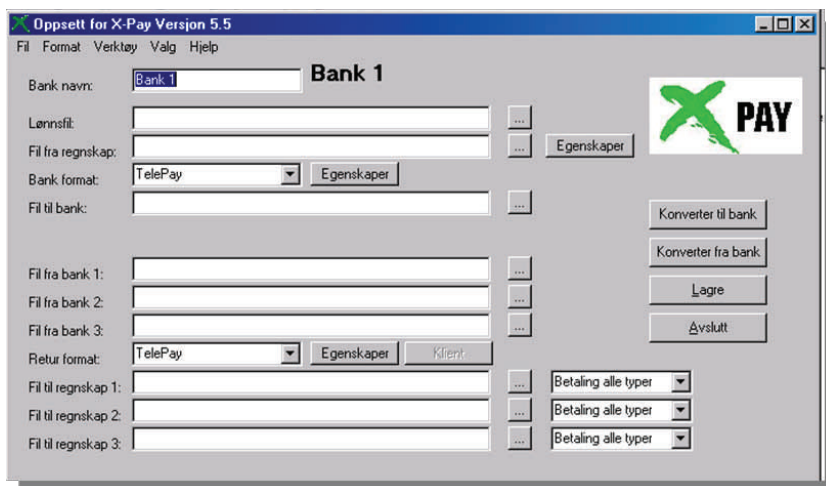 Oppsett for X-Pay Versjon 5.5
Fil Format Verktøy Valg Hjelp
Bank navn: Bank 1 Bank 1
PAY
Lønnsfil: ...
Fil fra regnskap: ... Egenskaper
Bank format: TelePay Egenskaper
Fil til bank: ...
Konverter til bank
Konverter fra bank
Fil fra bank 1: ...
Lagre
Fil fra bank 2: ...
Fil fra bank 3: ...
Avslutt
Retur format: TelePay Egenskaper Klient
Fil til regnskap 1: ... Betaling alle typer
Fil til regnskap 2: ... Betaling alle typer
Fil til regnskap 3: ... Betaling alle typer